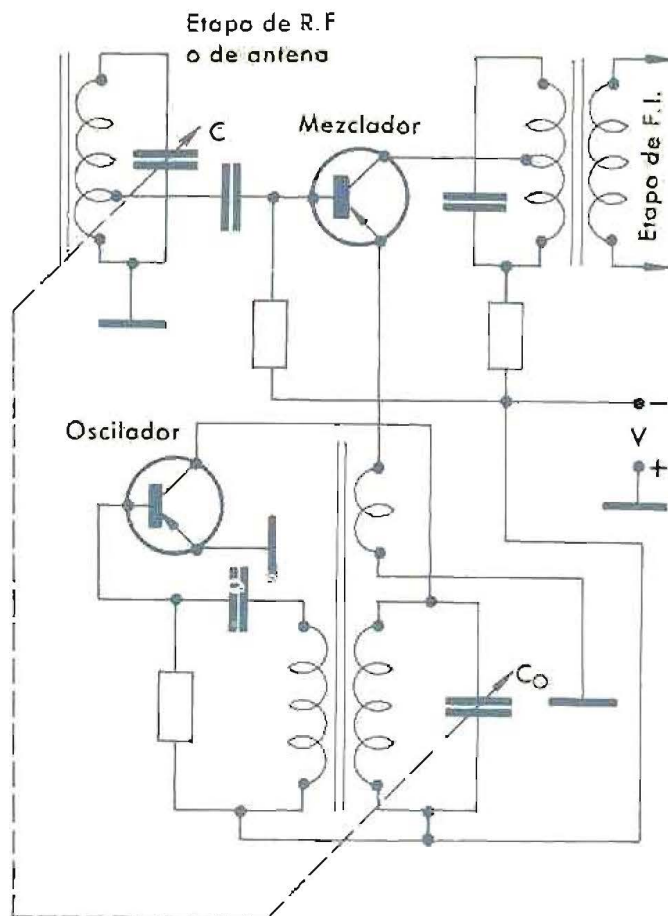 Etapa de R.F
o de antena
C
Mezclador
Etapa de F.I.
Oscilador
-
V
+
Co